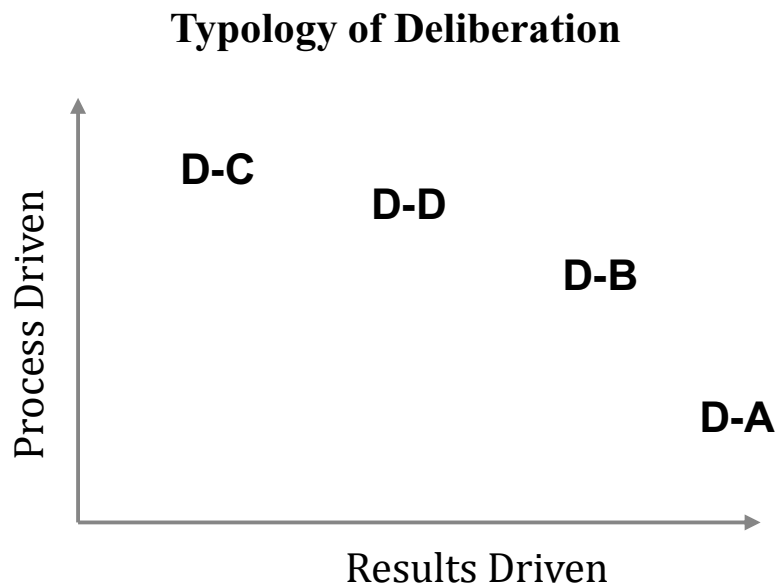 Typology of Deliberation
D-C
D-D
D-B
D-A
Process Driven
Results Driven